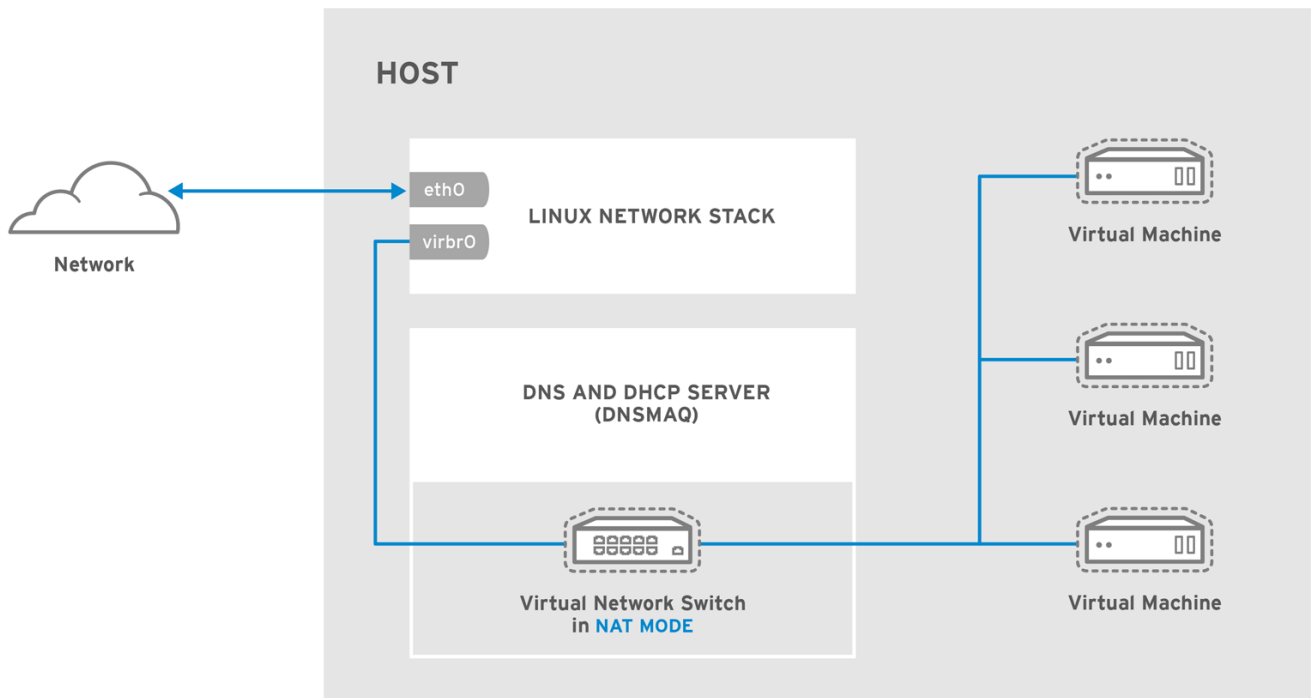 HOST
eth0
LINUX NETWORK STACK
virbr0
Network
Virtual Machine
DNS AND DHCP SERVER
(DNSMAQ)
Virtual Machine
Virtual Network Switch
in NAT MODE
Virtual Machine